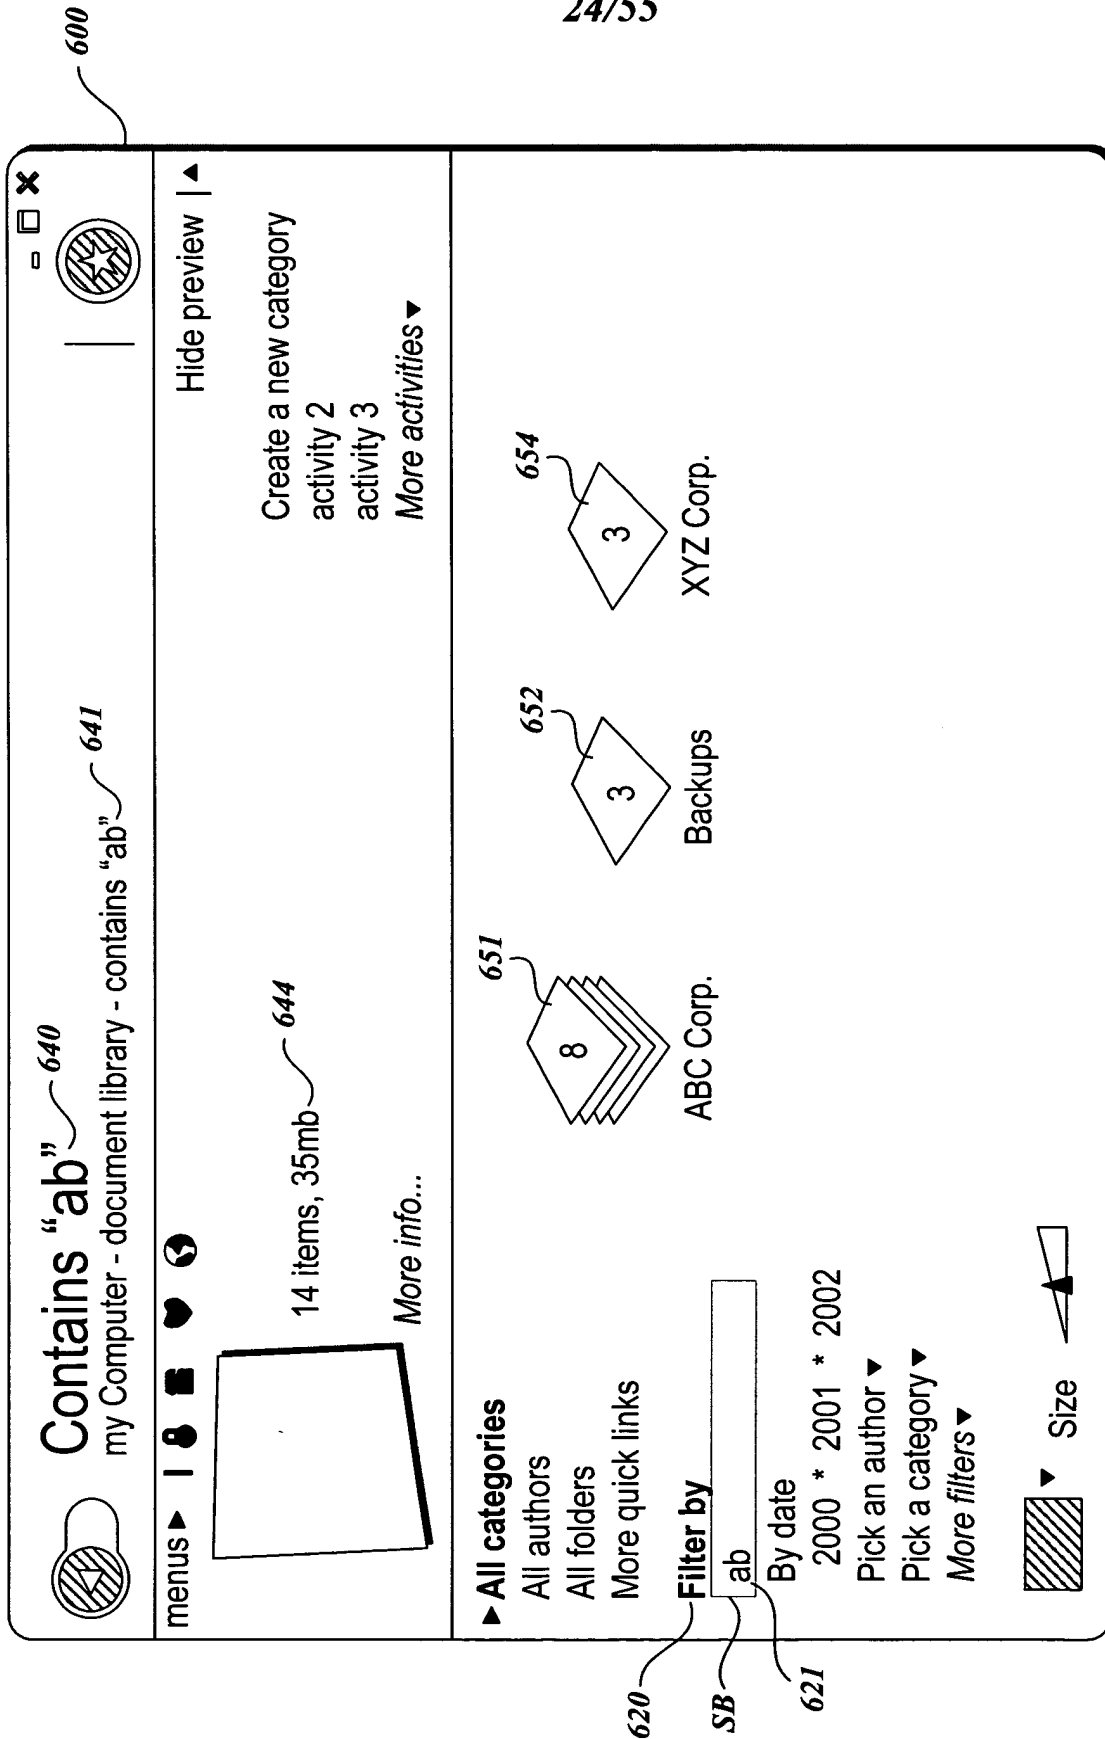 24/55
600
Contains “ab” 640
my Computer - document library - contains “ab” 641
menus
Hide preview
14 items, 35mb 644
More info...
Create a new category
activity 2
activity 3
More activities
All categories
All authors
All folders
More quick links
620 Filter by
SB ab
621
By date
2000 * 2001 * 2002
Pick an author
Pick a category
More filters
Size
651
8
ABC Corp.
652
3
Backups
654
3
XYZ Corp.